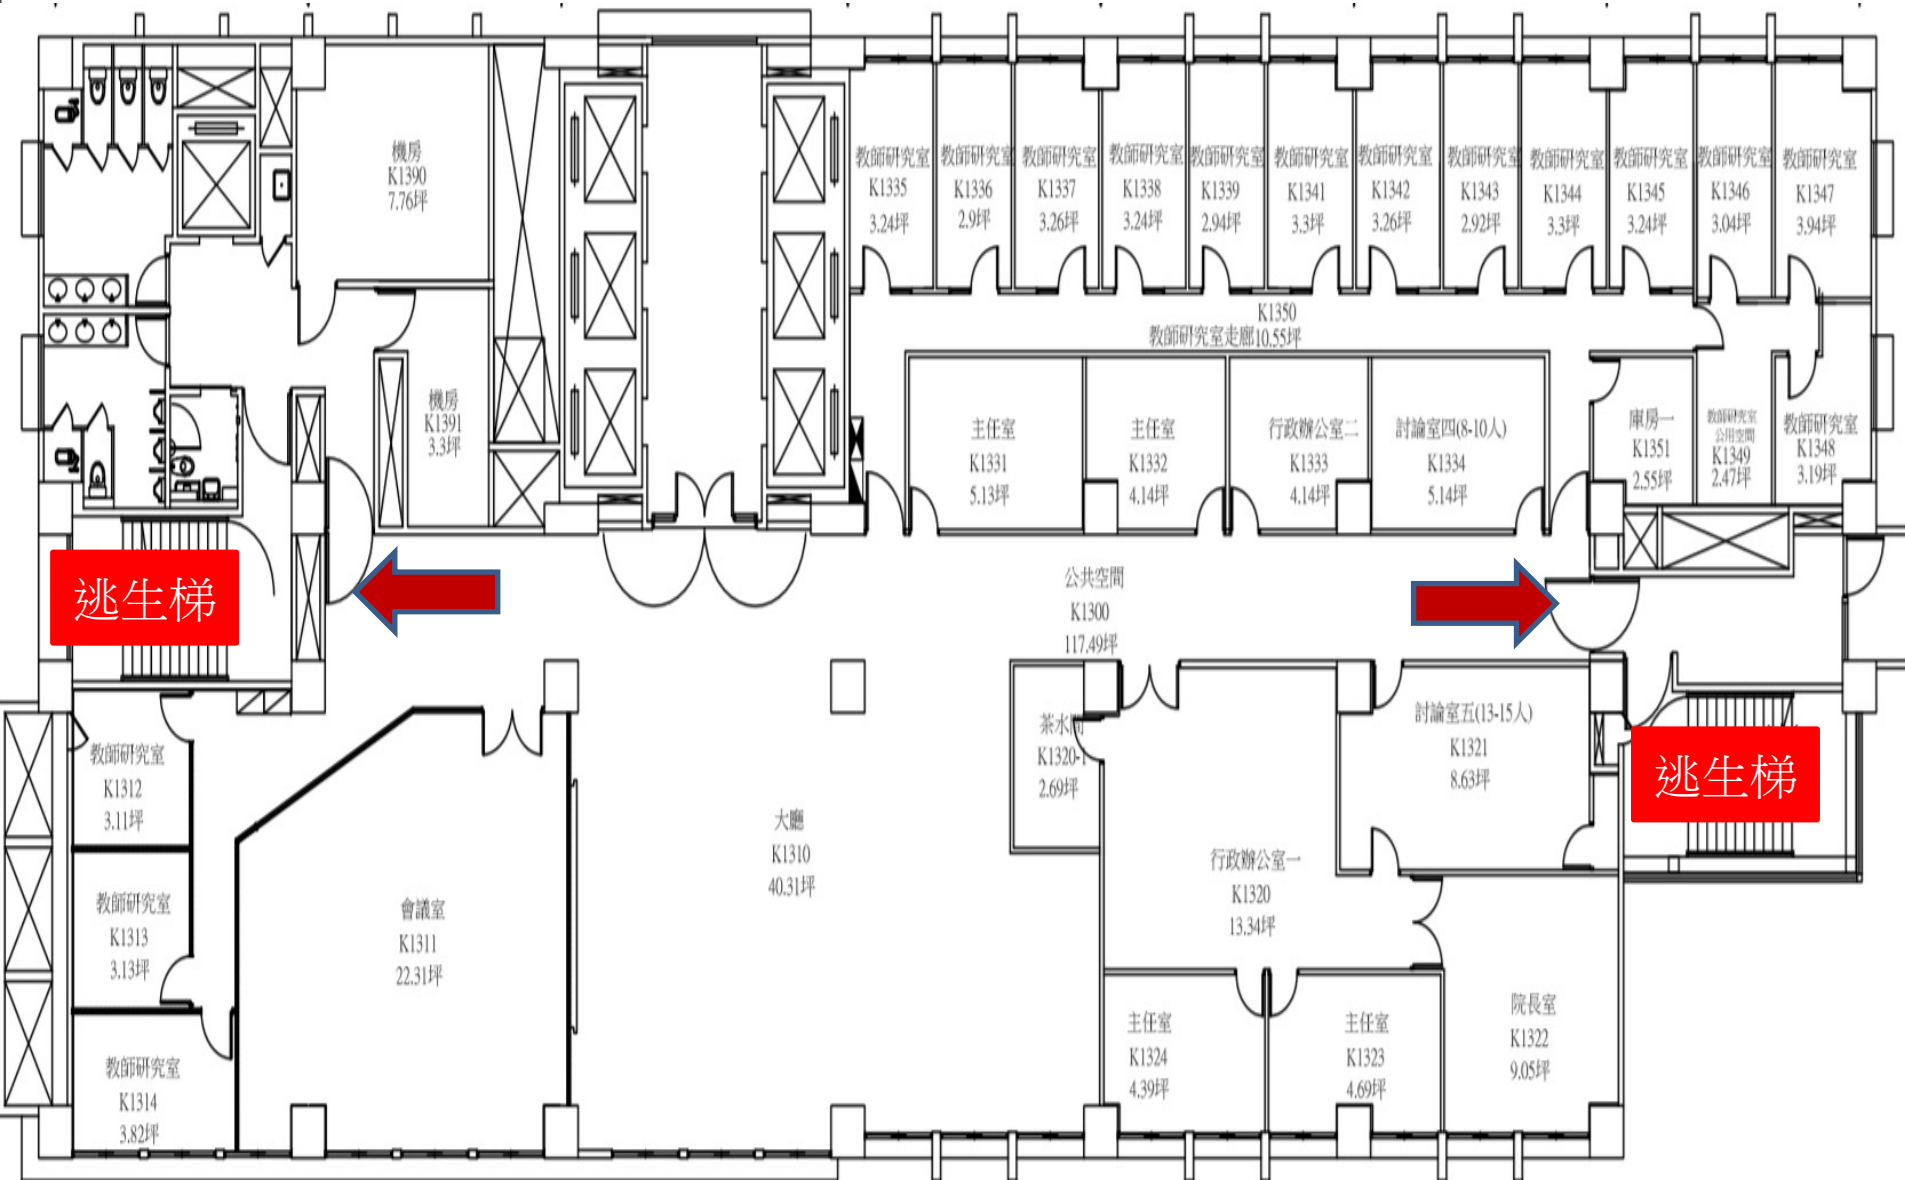 機房
K1390
7.76坪
教師研究室
K1335
3.24坪
教師研究室
K1336
2.9坪
教師研究室
K1337
3.26坪
教師研究室
K1338
3.24坪
教師研究室
K1339
2.94坪
教師研究室
K1341
3.3坪
教師研究室
K1342
3.26坪
教師研究室
K1343
2.92坪
教師研究室
K1344
3.3坪
教師研究室
K1345
3.24坪
教師研究室
K1346
3.04坪
教師研究室
K1347
3.94坪
K1350
教師研究室走廊10.55坪
機房
K1391
3.3坪
主任室
K1331
5.13坪
主任室
K1332
4.14坪
行政辦公室二
K1333
4.14坪
討論室四(8-10人)
K1334
5.14坪
庫房一
K1351
2.55坪
教師研究室
公用空間
K1349
2.47坪
教師研究室
K1348
3.19坪
逃生梯
公共空間
K1300
117.49坪
教師研究室
K1312
3.11坪
教師研究室
K1313
3.13坪
教師研究室
K1314
3.82坪
會議室
K1311
22.31坪
大廳
K1310
40.31坪
茶水間
K1320-1
2.69坪
行政辦公室一
K1320
13.34坪
討論室五(13-15人)
K1321
8.63坪
逃生梯
主任室
K1324
4.39坪
主任室
K1323
4.69坪
院長室
K1322
9.05坪